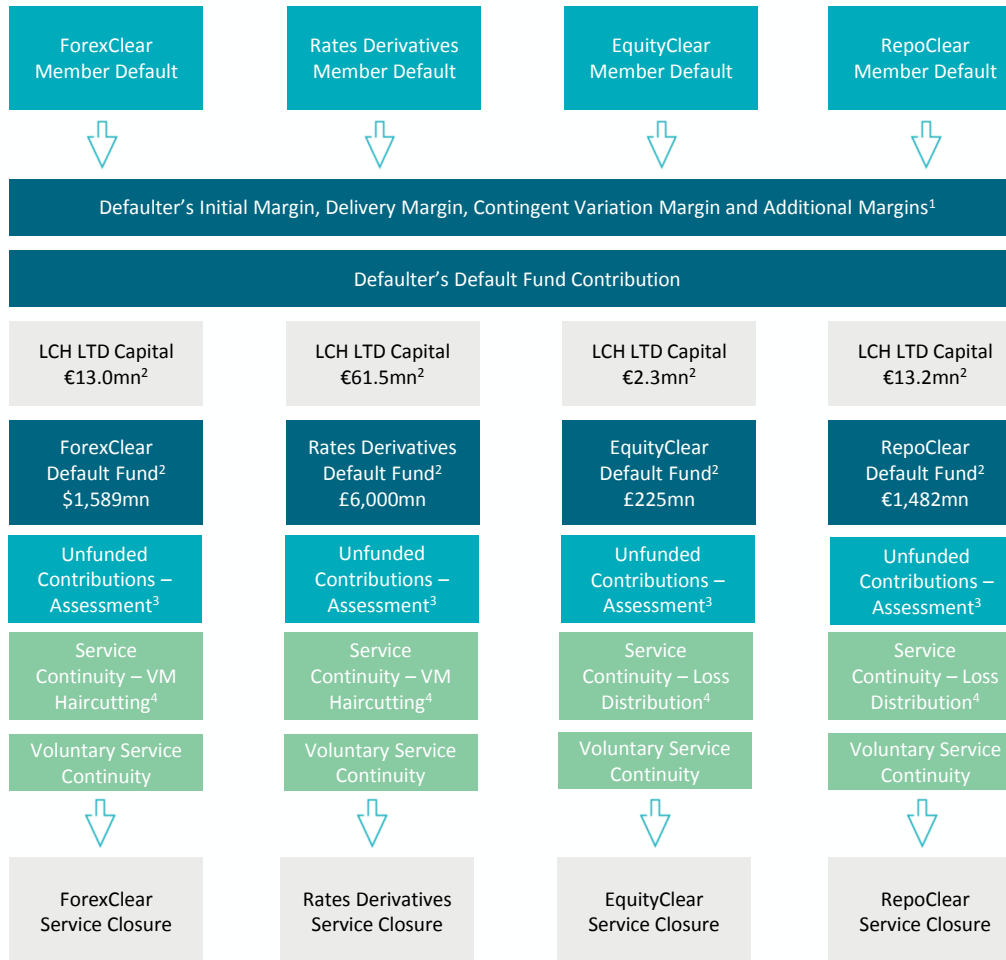 ForexClear
Member Default
Rates Derivatives
Member Default
EquityClear
Member Default
RepoClear
Member Default
Defaulter's Initial Margin, Delivery Margin, Contingent Variation Margin and Additional Margins¹
Defaulter's Default Fund Contribution
LCH LTD Capital
€13.0mn²
LCH LTD Capital
€61.5mn²
LCH LTD Capital
€2.3mn²
LCH LTD Capital
€13.2mn²
ForexClear
Default Fund²
$1,589mn
Rates Derivatives
Default Fund²
£6,000mn
EquityClear
Default Fund²
£225mn
RepoClear
Default Fund²
€1,482mn
Unfunded
Contributions –
Assessment³
Unfunded
Contributions –
Assessment³
Unfunded
Contributions –
Assessment³
Unfunded
Contributions –
Assessment³
Service
Continuity – VM
Haircutting⁴
Service
Continuity – VM
Haircutting⁴
Service
Continuity – Loss
Distribution⁴
Service
Continuity – Loss
Distribution⁴
Voluntary Service
Continuity
Voluntary Service
Continuity
Voluntary Service
Continuity
Voluntary Service
Continuity
ForexClear
Service Closure
Rates Derivatives
Service Closure
EquityClear
Service Closure
RepoClear
Service Closure